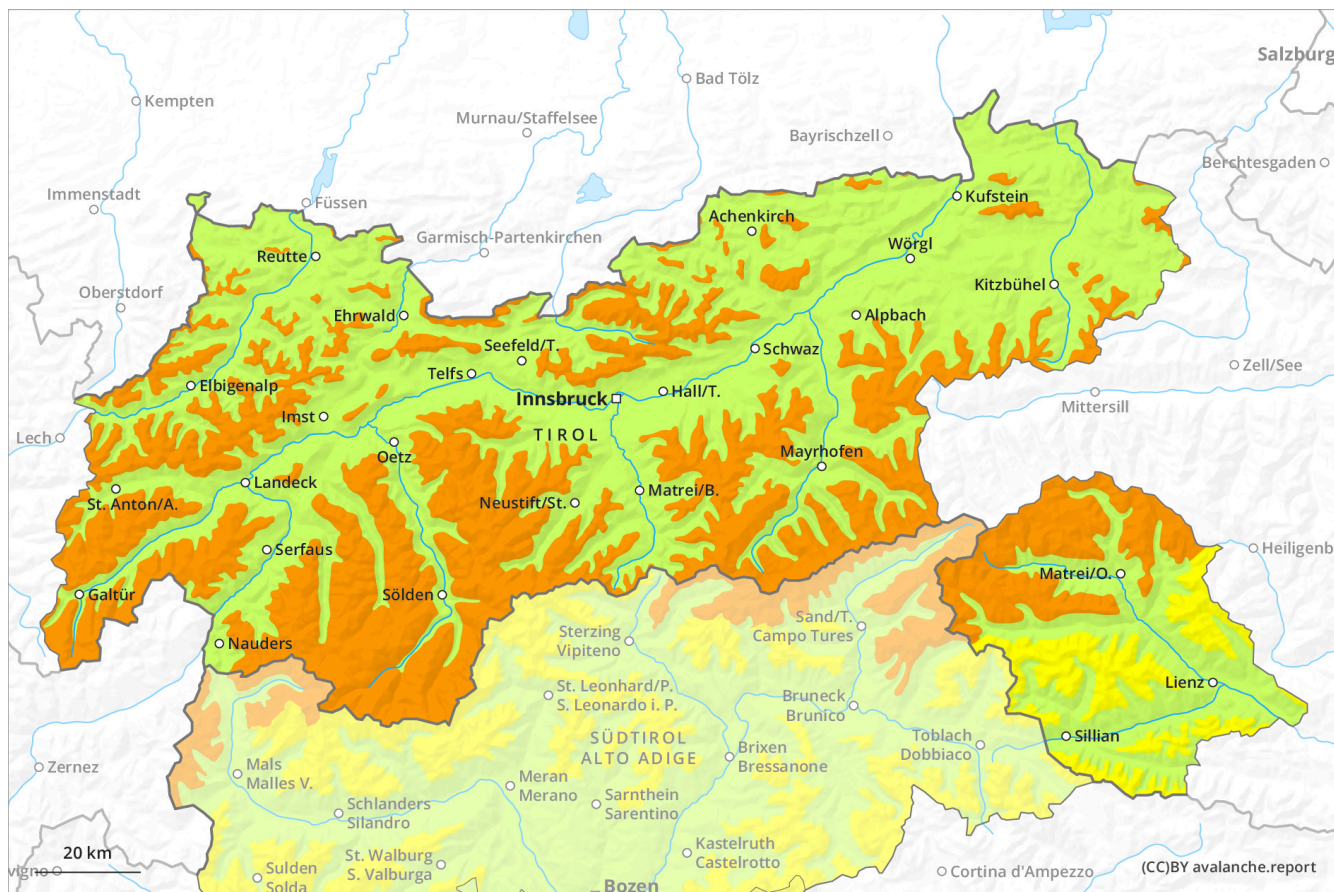 Salzburg
Bad Tölz
Kempten
Murnau/Staffelsee
Bayrischzell
Berchtesgaden
Immenstadt
Füssen
Kufstein
Achenkirch
Garmisch-Partenkirchen
Wörgl
Reutte
Oberstdorf
Kitzbühel
Ehrwald
Alpbach
Seefeld/T.
Schwaz
Zell/See
Telfs
Elbigenalp
Innsbruck
Hall/T.
Mittersill
Imst
Lech
TIROL
Oetz
Mayrhofen
Landeck
Matrei/B.
St. Anton/A.
Neustift/St.
Serfaus
Heiligenb
Matrei/O.
Galtür
Sölden
Sand/T.
Campo Tures
Sterzing
Vipiteno
Nauders
Lienz
St. Leonhard/P.
S. Leonardo i. P.
Bruneck
Brunico
SÜDTIROL
ALTO ADIGE
Toblach
Dobbiaco
Sillian
Brixen
Bressanone
Zernez
Mals
Malles V.
Meran
Merano
Sarnthein
Sarentino
Schlanders
Silandro
Kastelruth
Castelrotto
20 km
St. Walburg
S. Valburga
vigno
Sulden
Solda
Cortina d'Ampezzo
(CC)BY avalanche.report
Bozen